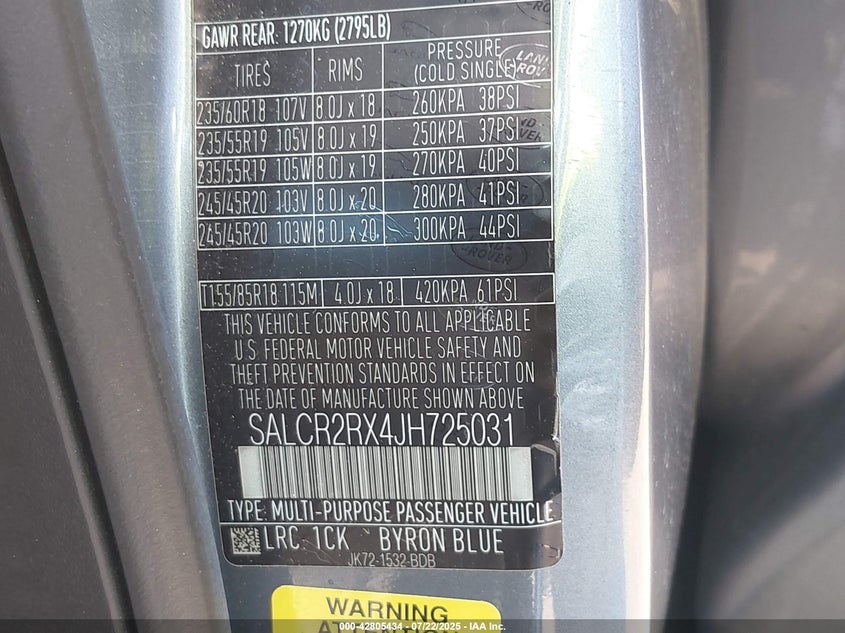 GAWR REAR: 1270KG (2795LB)
TIRES RIMS PRESSURE (COLD SINGLE)
235/60R18 107V 8.0J x 18 260KPA 38PSI
235/55R19 105V 8.0J x 19 250KPA 37PSI
235/55R19 105W 8.0J x 19 270KPA 40PSI
245/45R20 103V 8.0J x 20 280KPA 41PSI
245/45R20 103W 8.0J x 20 300KPA 44PSI
LAND ROVER
T155/85R18 115M 4.0J x 18 420KPA 61PSI
THIS VEHICLE CONFORMS TO ALL APPLICABLE
U.S. FEDERAL MOTOR VEHICLE SAFETY AND
THEFT PREVENTION STANDARDS IN EFFECT ON
THE DATE OF MANUFACTURE SHOWN ABOVE
SALCR2RX4JH725031
TYPE: MULTI-PURPOSE PASSENGER VEHICLE
LRC: 1CK BYRON BLUE
JK72-1532-BDB
WARNING
ATTENTION
000-42805434 - 07/22/2025 - IAA Inc.